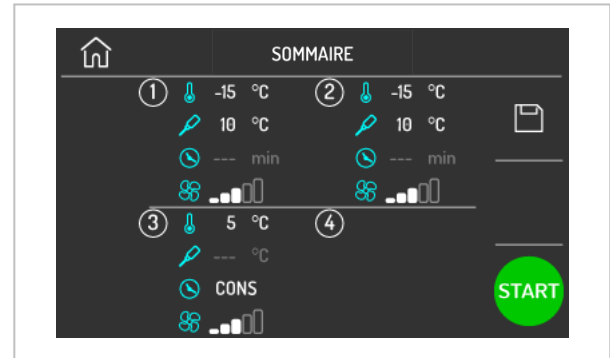 SOMMAIRE
1 -15 °C 2 -15 °C
10 °C 10 °C
--- min --- min
3 5 °C 4
--- °C
CONS
START